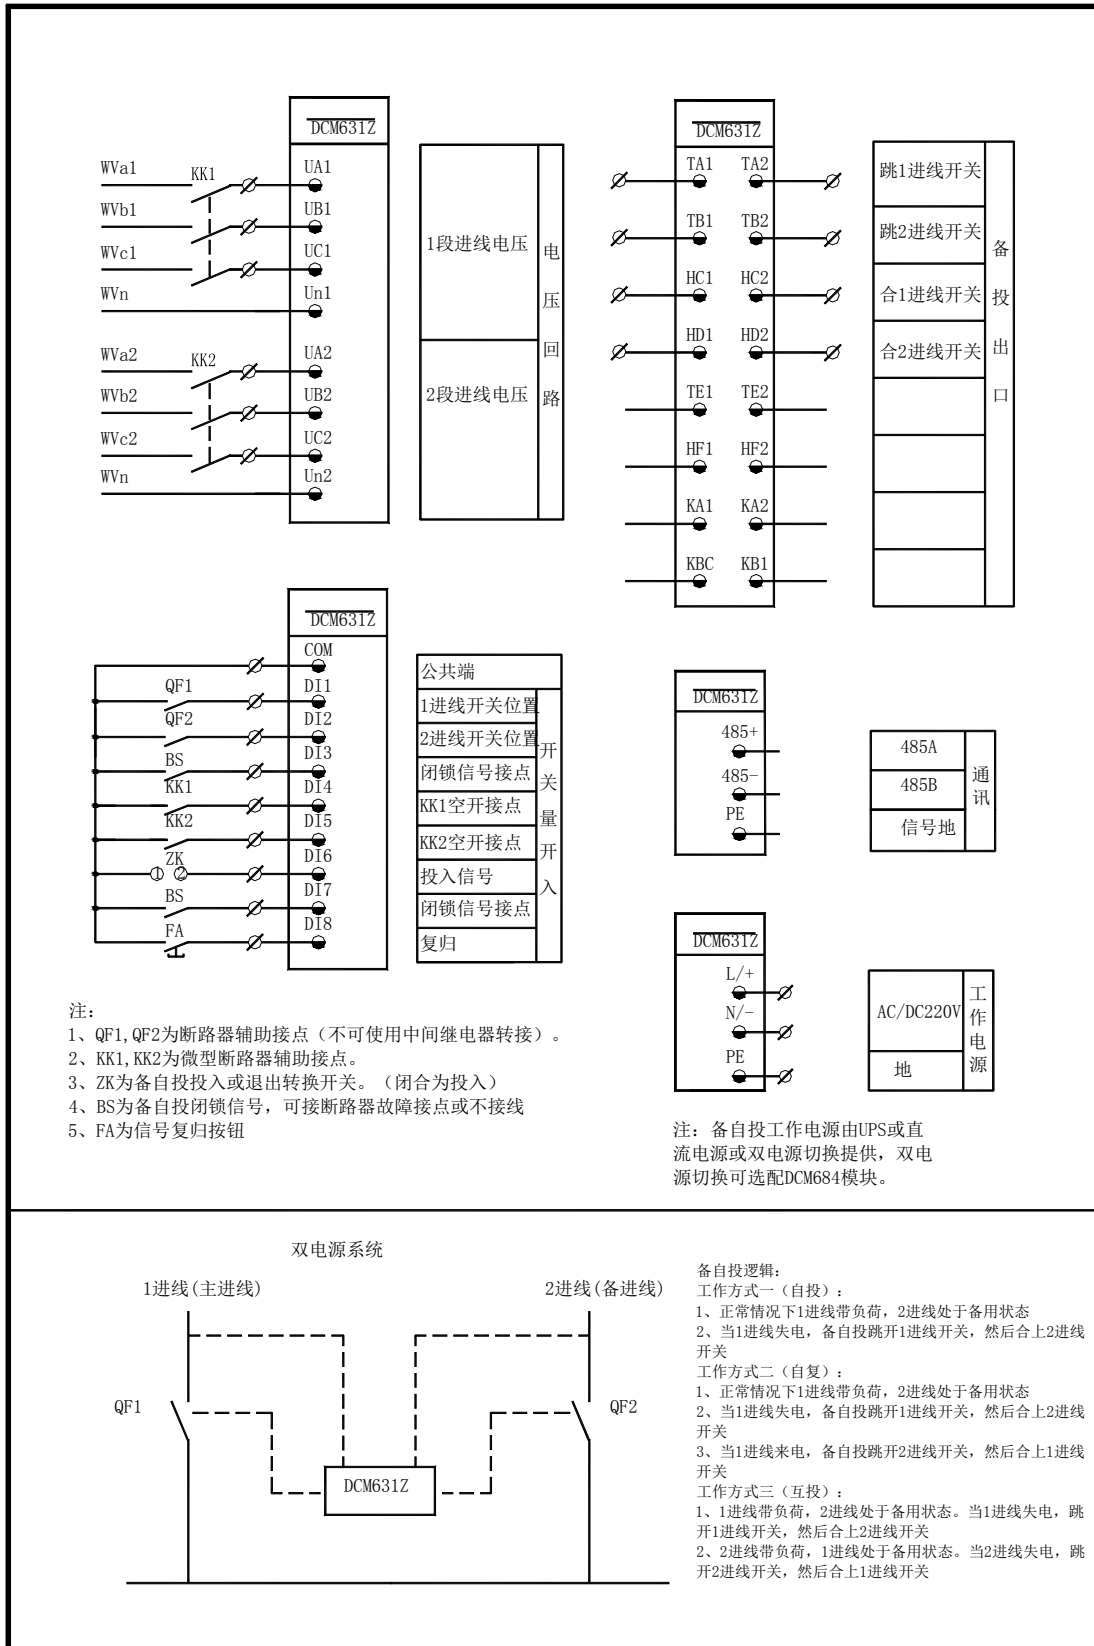 DCM631Z
WVa1
KK1
UA1
WVb1
UB1
WVc1
UC1
WVn
Un1
WVa2
KK2
UA2
WVb2
UB2
WVc2
UC2
WVn
Un2
1段进线电压
2段进线电压
电压回路
DCM631Z
TA1 TA2
TB1 TB2
HC1 HC2
HD1 HD2
TE1 TE2
HF1 HF2
KA1 KA2
KBC KB1
跳1进线开关
跳2进线开关
合1进线开关
合2进线开关
备投出口
DCM631Z
COM
QF1 DI1
QF2 DI2
BS DI3
KK1 DI4
KK2 DI5
ZK DI6
1 2
BS DI7
FA DI8
公共端
1进线开关位置
2进线开关位置
闭锁信号接点
KK1空开接点
KK2空开接点
投入信号
闭锁信号接点
复归
开关量开入
DCM631Z
485+
485-
PE
485A
485B
信号地
通讯
DCM631Z
L/+
N/-
PE
AC/DC220V
地
工作电源
注:
1、QF1,QF2为断路器辅助接点（不可使用中间继电器转接）。
2、KK1,KK2为微型断路器辅助接点。
3、ZK为备自投投入或退出转换开关。（闭合为投入）
4、BS为备自投闭锁信号，可接断路器故障接点或不接线
5、FA为信号复归按钮
注：备自投工作电源由UPS或直
流电源或双电源切换提供，双电
源切换可选配DCM684模块。
双电源系统
1进线(主进线)
2进线(备进线)
QF1
QF2
DCM631Z
备自投逻辑:
工作方式一（自投）:
1、正常情况下1进线带负荷，2进线处于备用状态
2、当1进线失电，备自投跳开1进线开关，然后合上2进线
开关
工作方式二（自复）:
1、正常情况下1进线带负荷，2进线处于备用状态
2、当1进线失电，备自投跳开1进线开关，然后合上2进线
开关
3、当1进线来电，备自投跳开2进线开关，然后合上1进线
开关
工作方式三（互投）:
1、1进线带负荷，2进线处于备用状态。当1进线失电，跳
开1进线开关，然后合上2进线开关
2、2进线带负荷，1进线处于备用状态。当2进线失电，跳
开2进线开关，然后合上1进线开关